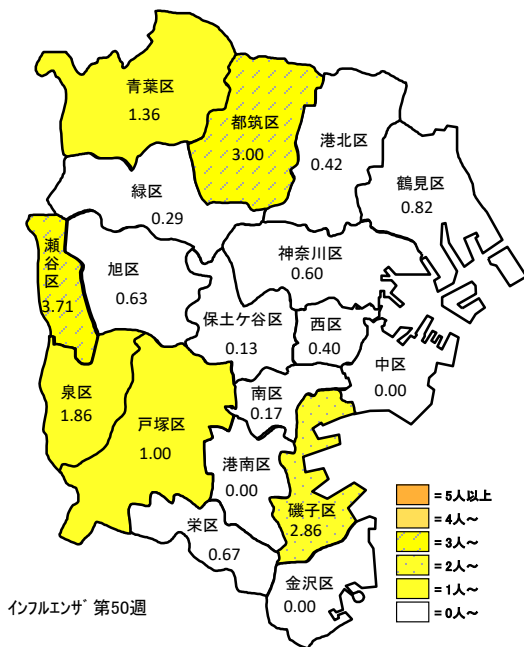 青葉区
1.36
都筑区
3.00
港北区
0.42
鶴見区
0.82
緑区
0.29
瀬谷区
3.71
旭区
0.63
神奈川区
0.60
保土ケ谷区
0.13
西区
0.40
中区
0.00
泉区
1.86
戸塚区
1.00
南区
0.17
港南区
0.00
磯子区
2.86
栄区
0.67
金沢区
0.00
=5人以上
=4人～
=3人～
=2人～
=1人～
=0人～
インフルエンザ 第50週